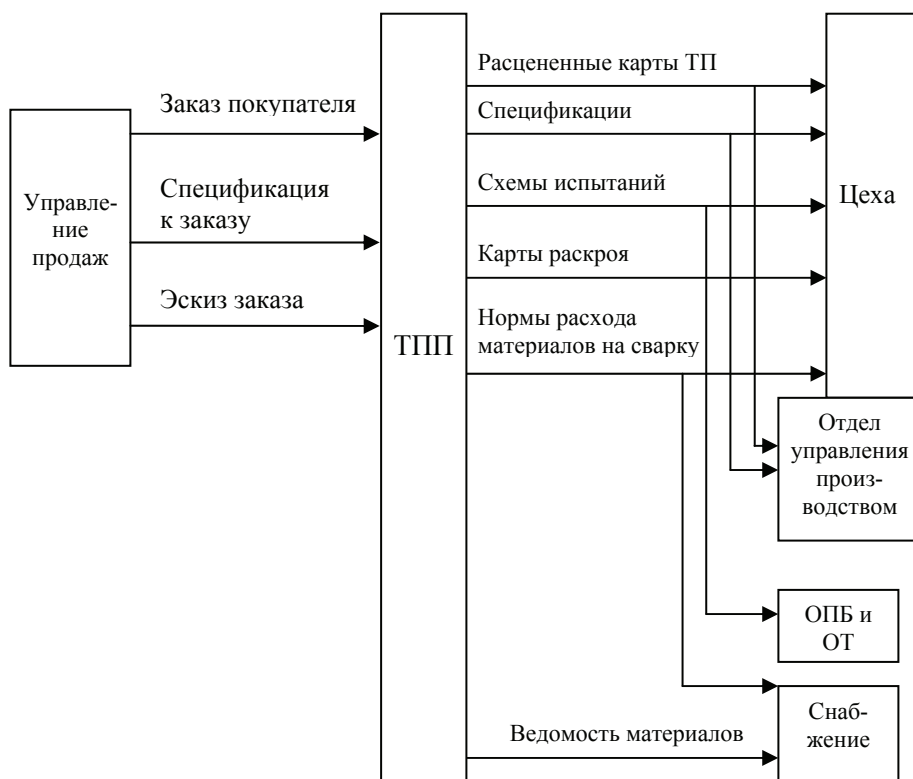 Управле-
ние
продаж
Заказ покупателя
Спецификация
к заказу
Эскиз заказа
ТПП
Расцененные карты ТП
Спецификации
Схемы испытаний
Карты раскроя
Нормы расхода
материалов на сварку
Ведомость материалов
Цеха
Отдел
управления
произ-
водством
ОПБ и
ОТ
Снаб-
жение